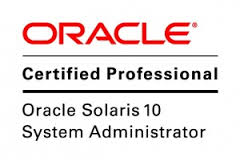 ORACLE®
Certified Professional
Oracle Solaris 10
System Administrator